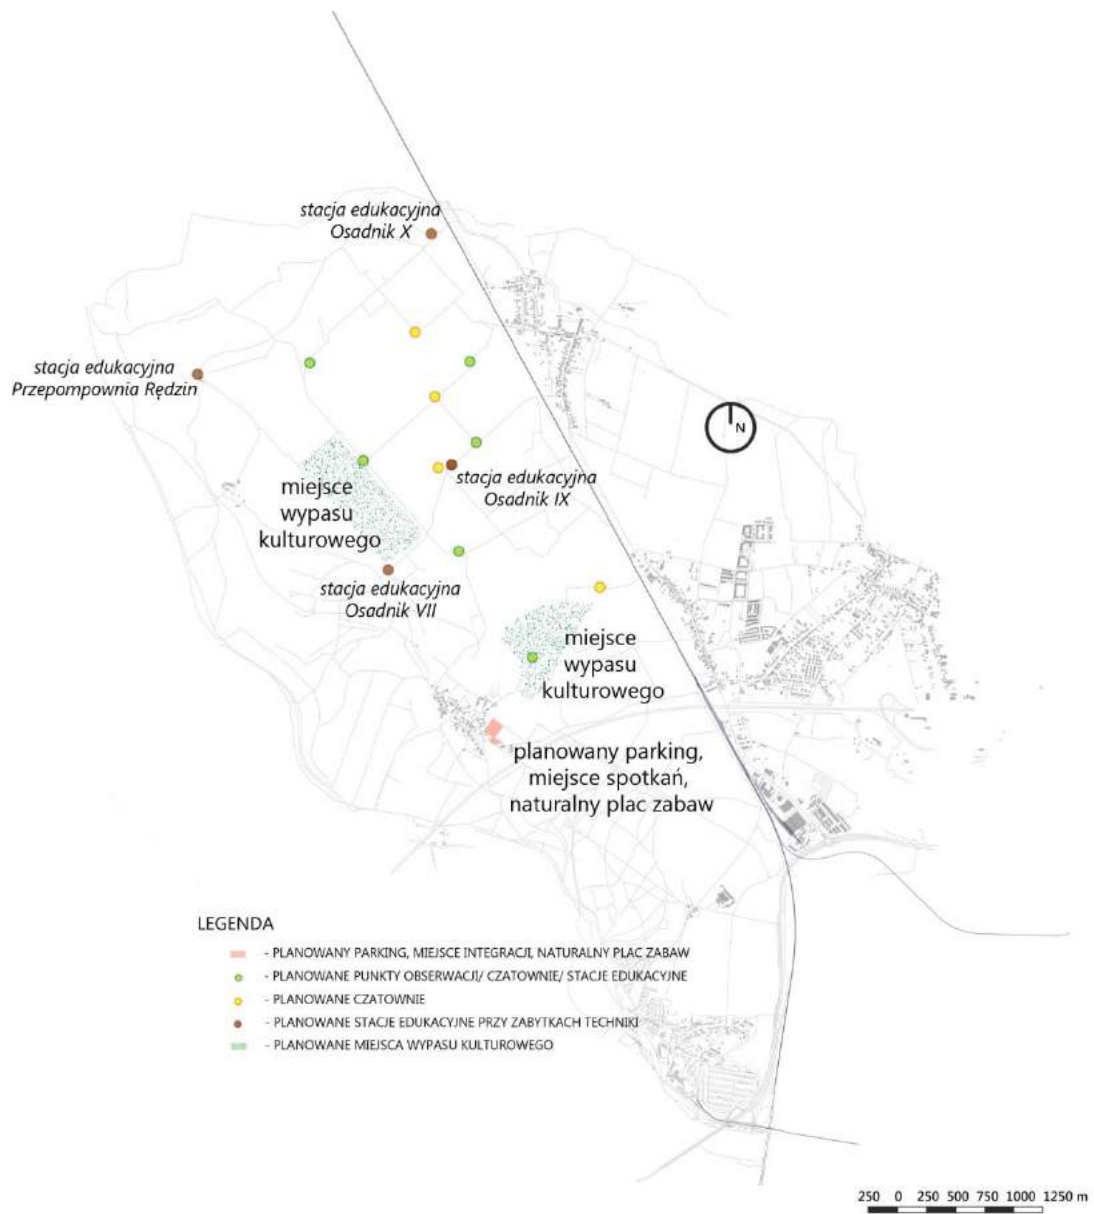 stacja edukacyjna
Osadnik X
stacja edukacyjna
Przepompownia Rędzin
N
stacja edukacyjna
Osadnik IX
miejsce
wypasu
kulturowego
stacja edukacyjna
Osadnik VII
miejsce
wypasu
kulturowego
planowany parking,
miejsce spotkań,
naturalny plac zabaw
LEGENDA
- PLANOWANY PARKING, MIEJSCE INTEGRACJI, NATURALNY PLAC ZABAW
- PLANOWANE PUNKTY OBSERWACJI/ CZATOWNIE/ STACJE EDUKACYJNE
- PLANOWANE CZATOWNIE
- PLANOWANE STACJE EDUKACYJNE PRZY ZABYTKACH TECHNIKI
- PLANOWANE MIEJSCA WYPASU KULTUROWEGO
250 0 250 500 750 1000 1250 m